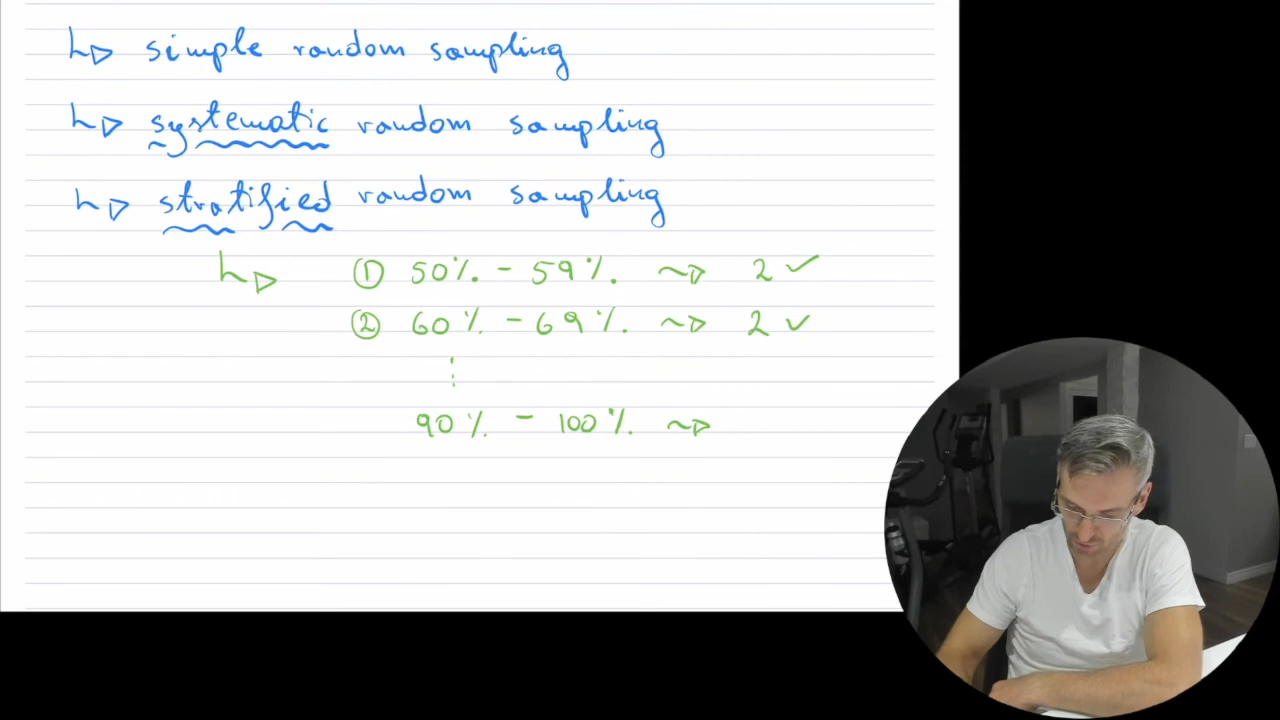 simple random sampling
systematic random sampling
stratified random sampling
① 50% - 59% 2 ✓
② 60% - 69% 2 ✓
⋮
90% - 100%